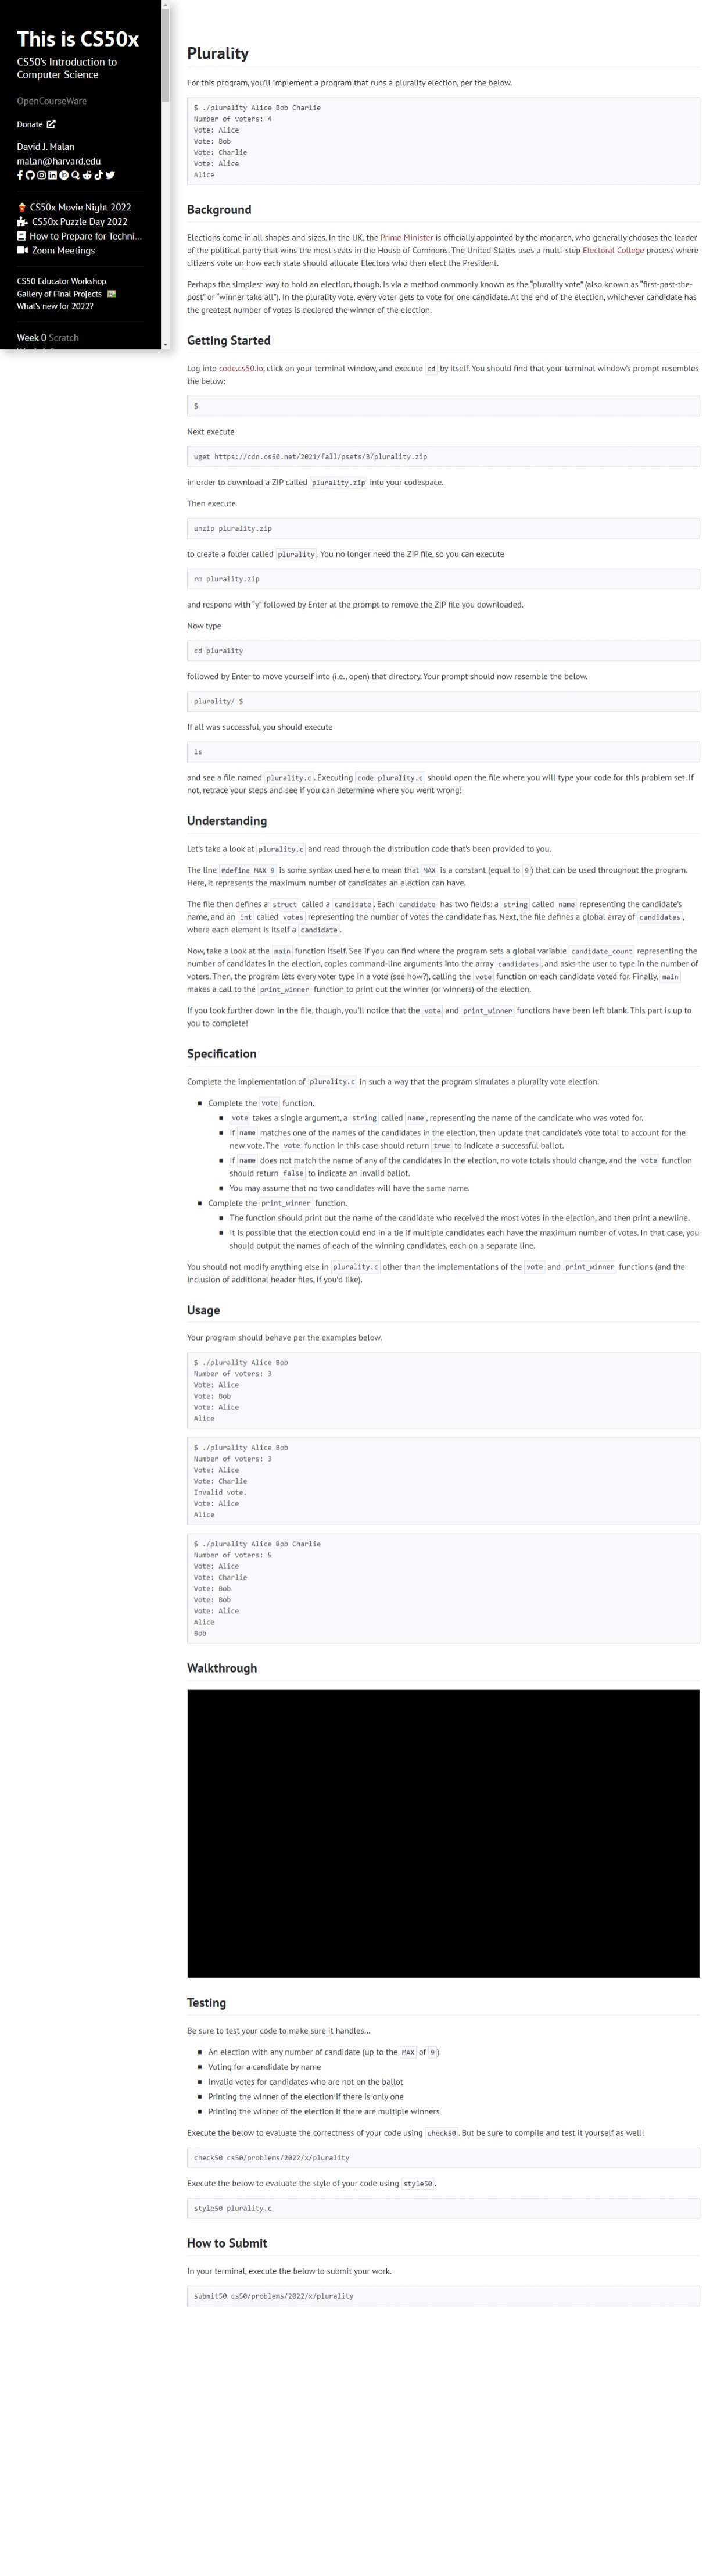 This is CS50x
CS50's Introduction to
Computer Science
OpenCourseWare
Donate
David J. Malan
malan@harvard.edu
CS50x Movie Night 2022
CS50x Puzzle Day 2022
How to Prepare for Techni...
Zoom Meetings
CS50 Educator Workshop
Gallery of Final Projects
What's new for 2022?
Week 0 Scratch
Plurality
For this program, you'll implement a program that runs a plurality election, per the below.
$ ./plurality Alice Bob Charlie
Number of voters: 4
Vote: Alice
Vote: Bob
Vote: Charlie
Vote: Alice
Alice
Background
Elections come in all shapes and sizes. In the UK, the Prime Minister is officially appointed by the monarch, who generally chooses the leader
of the political party that wins the most seats in the House of Commons. The United States uses a multi-step Electoral College process where
citizens vote on how each state should allocate Electors who then elect the President.
Perhaps the simplest way to hold an election, though, is via a method commonly known as the "plurality vote" (also known as "first-past-the-
post" or "winner take all"). In the plurality vote, every voter gets to vote for one candidate. At the end of the election, whichever candidate has
the greatest number of votes is declared the winner of the election.
Getting Started
Log into code.cs50.io, click on your terminal window, and execute cd by itself. You should find that your terminal window's prompt resembles
the below:
$
Next execute
wget https://cdn.cs50.net/2021/fall/psets/3/plurality.zip
in order to download a ZIP called plurality.zip into your codespace.
Then execute
unzip plurality.zip
to create a folder called plurality. You no longer need the ZIP file, so you can execute
rm plurality.zip
and respond with "y" followed by Enter at the prompt to remove the ZIP file you downloaded.
Now type
cd plurality
followed by Enter to move yourself into (i.e., open) that directory. Your prompt should now resemble the below.
plurality/ $
If all was successful, you should execute
ls
and see a file named plurality.c. Executing code plurality.c should open the file where you will type your code for this problem set. If
not, retrace your steps and see if you can determine where you went wrong!
Understanding
Let's take a look at plurality.c and read through the distribution code that's been provided to you.
The line #define MAX 9 is some syntax used here to mean that MAX is a constant (equal to 9) that can be used throughout the program.
Here, it represents the maximum number of candidates an election can have.
The file then defines a struct called a candidate. Each candidate has two fields: a string called name representing the candidate's
name, and an int called votes representing the number of votes the candidate has. Next, the file defines a global array of candidates,
where each element is itself a candidate.
Now, take a look at the main function itself. See if you can find where the program sets a global variable candidate_count representing the
number of candidates in the election, copies command-line arguments into the array candidates, and asks the user to type in the number of
voters. Then, the program lets every voter type in a vote (see how?), calling the vote function on each candidate voted for. Finally, main
makes a call to the print_winner function to print out the winner (or winners) of the election.
If you look further down in the file, though, you'll notice that the vote and print_winner functions have been left blank. This part is up to
you to complete!
Specification
Complete the implementation of plurality.c in such a way that the program simulates a plurality vote election.
Complete the vote function.
vote takes a single argument, a string called name, representing the name of the candidate who was voted for.
If name matches one of the names of the candidates in the election, then update that candidate's vote total to account for the
new vote. The vote function in this case should return true to indicate a successful ballot.
If name does not match the name of any of the candidates in the election, no vote totals should change, and the vote function
should return false to indicate an invalid ballot.
You may assume that no two candidates will have the same name.
Complete the print_winner function.
The function should print out the name of the candidate who received the most votes in the election, and then print a newline.
It is possible that the election could end in a tie if multiple candidates each have the maximum number of votes. In that case, you
should output the names of each of the winning candidates, each on a separate line.
You should not modify anything else in plurality.c other than the implementations of the vote and print_winner functions (and the
inclusion of additional header files, if you'd like).
Usage
Your program should behave per the examples below.
$ ./plurality Alice Bob
Number of voters: 3
Vote: Alice
Vote: Bob
Vote: Alice
Alice
$ ./plurality Alice Bob
Number of voters: 3
Vote: Alice
Vote: Charlie
Invalid vote.
Vote: Alice
Alice
$ ./plurality Alice Bob Charlie
Number of voters: 5
Vote: Alice
Vote: Charlie
Vote: Bob
Vote: Bob
Vote: Alice
Alice
Bob
Walkthrough
Testing
Be sure to test your code to make sure it handles...
An election with any number of candidate (up to the MAX of 9)
Voting for a candidate by name
Invalid votes for candidates who are not on the ballot
Printing the winner of the election if there is only one
Printing the winner of the election if there are multiple winners
Execute the below to evaluate the correctness of your code using check50. But be sure to compile and test it yourself as well!
check50 cs50/problems/2022/x/plurality
Execute the below to evaluate the style of your code using style50.
style50 plurality.c
How to Submit
In your terminal, execute the below to submit your work.
submit50 cs50/problems/2022/x/plurality